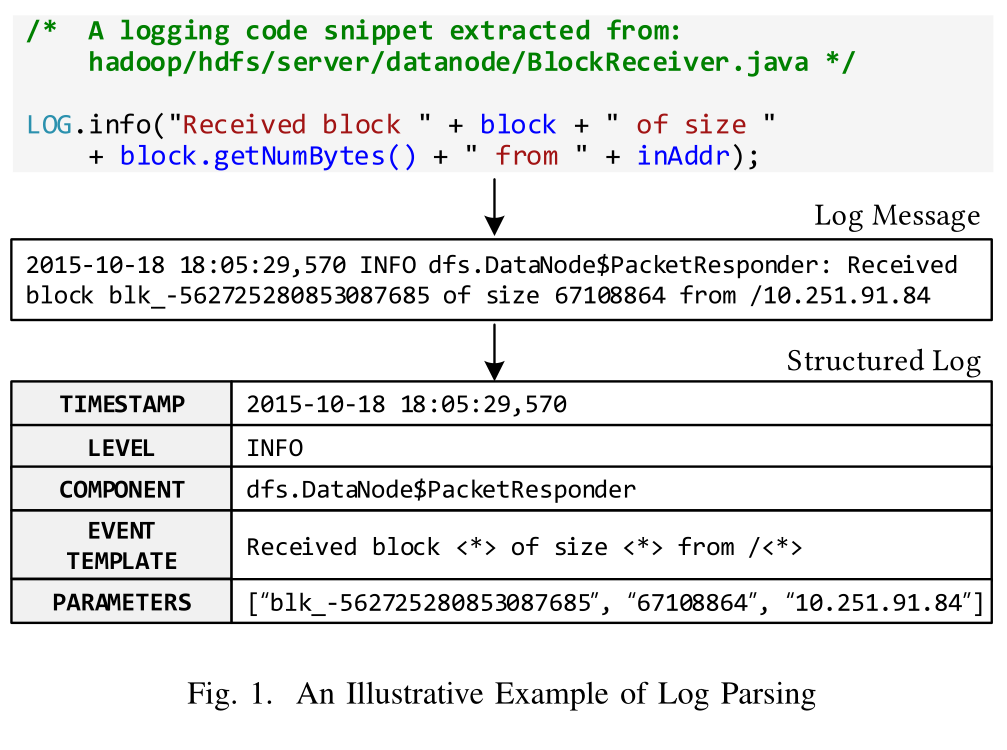 /*  A logging code snippet extracted from:
    hadoop/hdfs/server/datanode/BlockReceiver.java */
LOG.info("Received block " + block + " of size "
    + block.getNumBytes() + " from " + inAddr);
Log Message
2015-10-18 18:05:29,570 INFO dfs.DataNode$PacketResponder: Received
block blk_-562725280853087685 of size 67108864 from /10.251.91.84
Structured Log
TIMESTAMP 2015-10-18 18:05:29,570
LEVEL INFO
COMPONENT dfs.DataNode$PacketResponder
EVENT
TEMPLATE
Received block <*> of size <*> from /<*>
PARAMETERS ["blk_-562725280853087685", "67108864", "10.251.91.84"]
Fig. 1. An Illustrative Example of Log Parsing